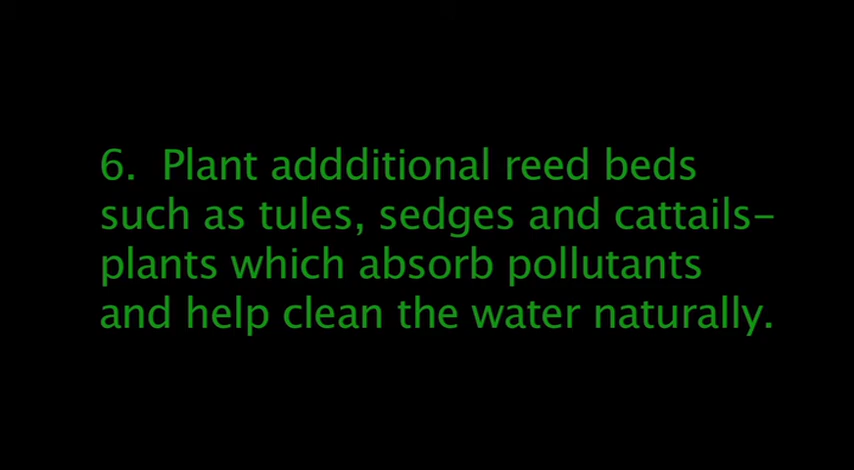 6.  Plant addditional reed beds
such as tules, sedges and cattails-
plants which absorb pollutants
and help clean the water naturally.